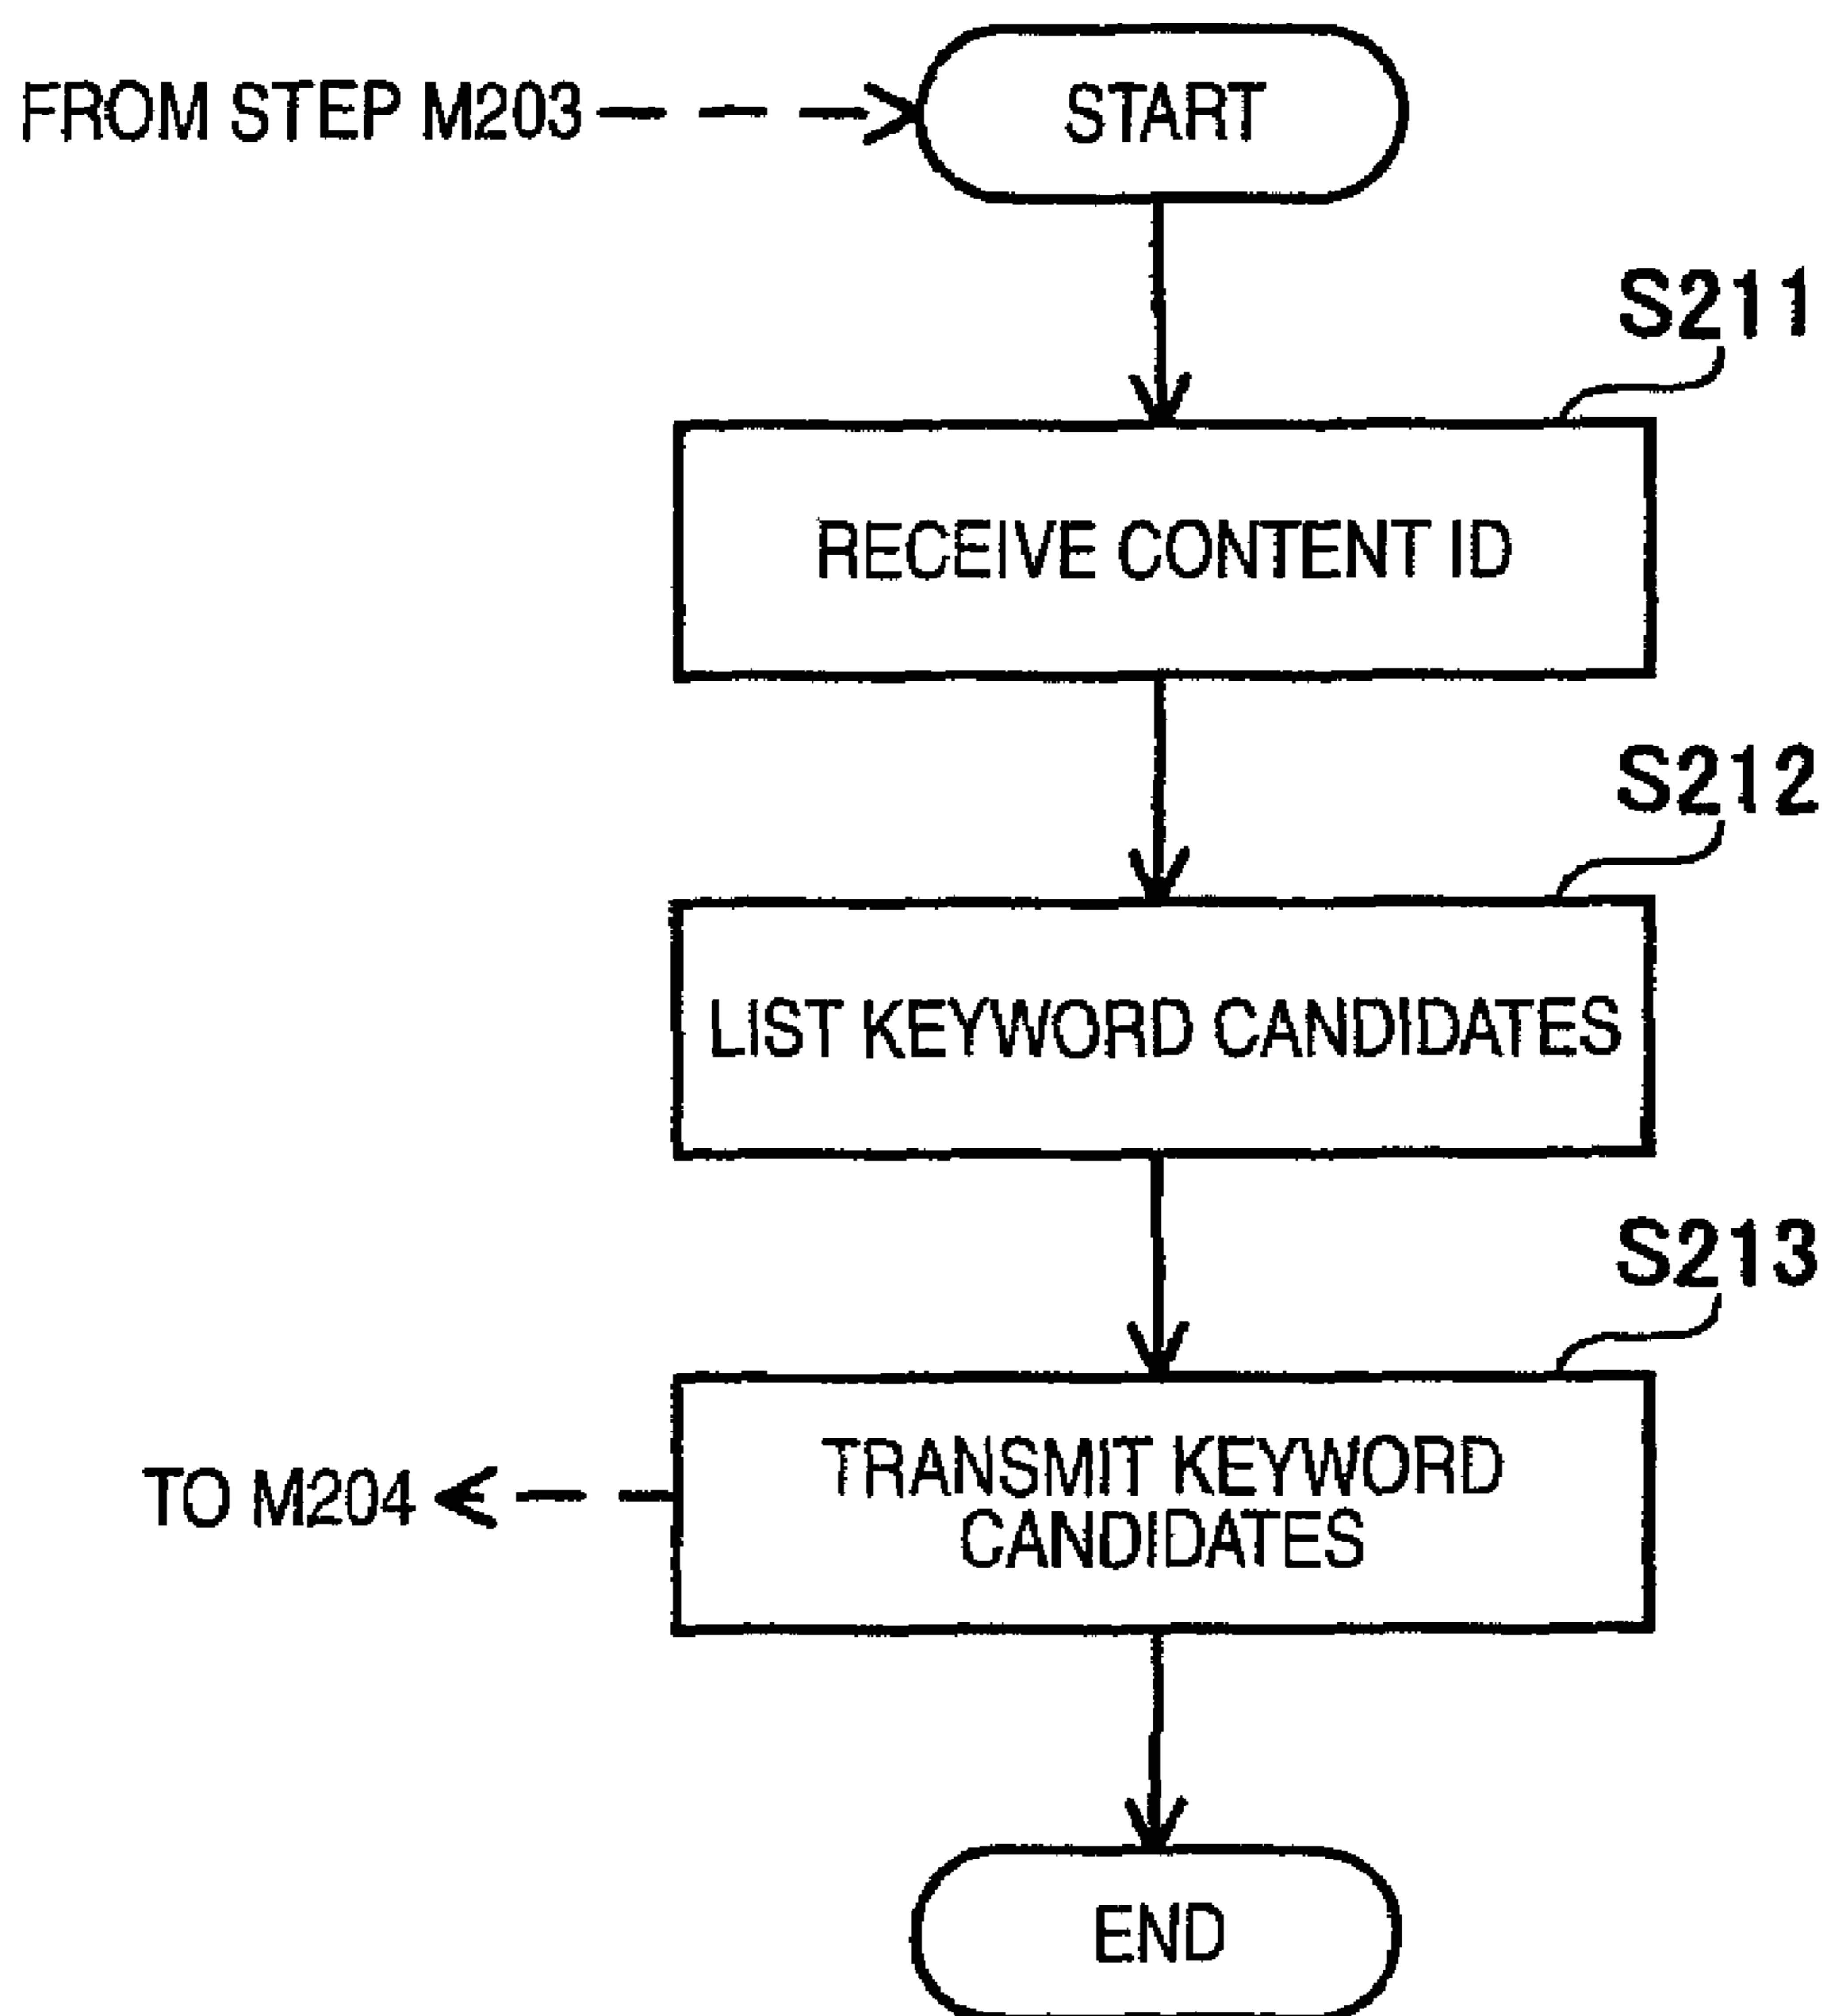 FROM STEP M203
START
S211
RECEIVE CONTENT ID
S212
LIST KEYWORD CANDIDATES
S213
TRANSMIT KEYWORD
CANDIDATES
TO M204
END